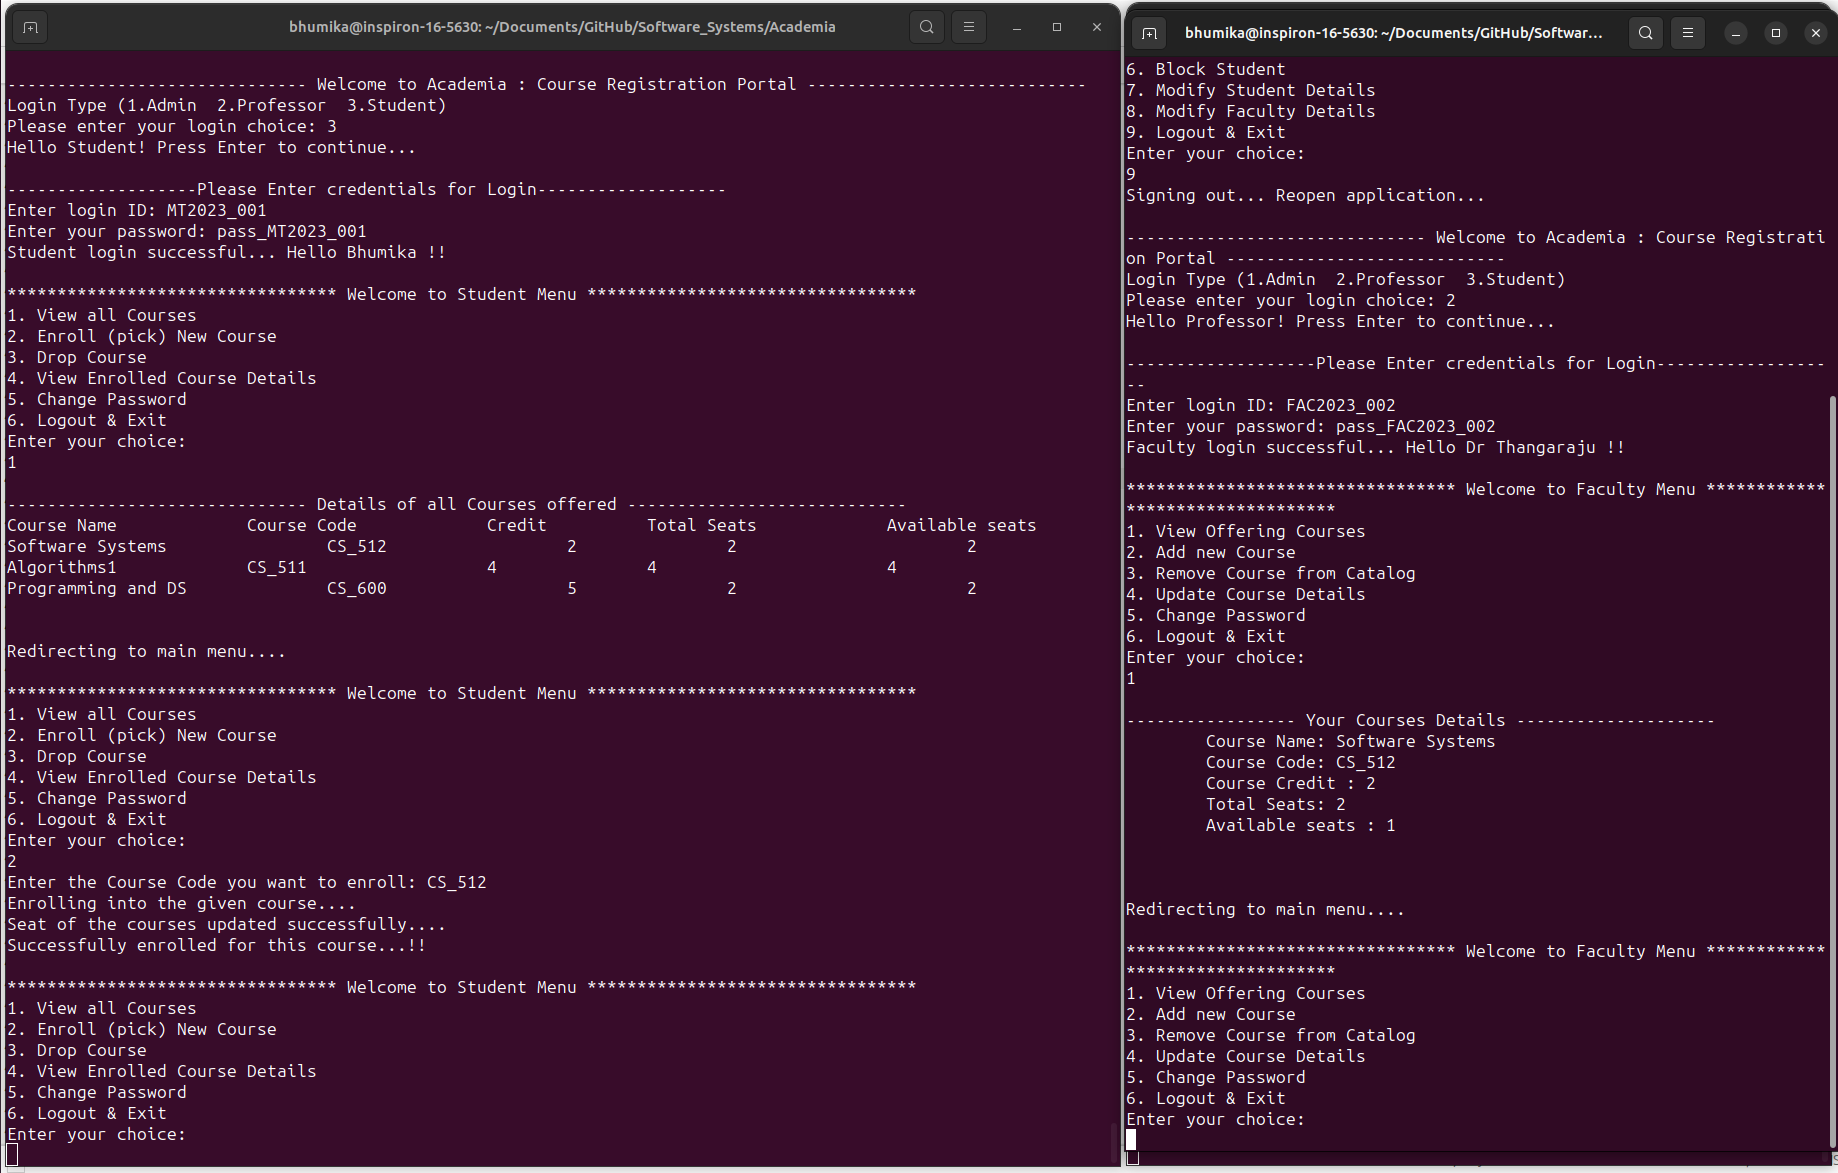 bhumika@inspiron-16-5630: ~/Documents/GitHub/Software_Systems/Academia
------------------------------ Welcome to Academia : Course Registration Portal ----------------------------
Login Type (1.Admin  2.Professor  3.Student)
Please enter your login choice: 3
Hello Student! Press Enter to continue...
-------------------Please Enter credentials for Login-------------------
Enter login ID: MT2023_001
Enter your password: pass_MT2023_001
Student login successful... Hello Bhumika !!
********************************* Welcome to Student Menu *********************************
1. View all Courses
2. Enroll (pick) New Course
3. Drop Course
4. View Enrolled Course Details
5. Change Password
6. Logout & Exit
Enter your choice:
1
------------------------------ Details of all Courses offered ----------------------------
Course Name             Course Code             Credit          Total Seats             Available seats
Software Systems                CS_512                  2               2                       2
Algorithms1             CS_511                  4               4                       4
Programming and DS              CS_600                  5               2                       2
Redirecting to main menu....
********************************* Welcome to Student Menu *********************************
1. View all Courses
2. Enroll (pick) New Course
3. Drop Course
4. View Enrolled Course Details
5. Change Password
6. Logout & Exit
Enter your choice:
2
Enter the Course Code you want to enroll: CS_512
Enrolling into the given course....
Seat of the courses updated successfully....
Successfully enrolled for this course...!!
********************************* Welcome to Student Menu *********************************
1. View all Courses
2. Enroll (pick) New Course
3. Drop Course
4. View Enrolled Course Details
5. Change Password
6. Logout & Exit
Enter your choice:
bhumika@inspiron-16-5630: ~/Documents/GitHub/Softwar...
6. Block Student
7. Modify Student Details
8. Modify Faculty Details
9. Logout & Exit
Enter your choice:
9
Signing out... Reopen application...
------------------------------ Welcome to Academia : Course Registrati
on Portal ----------------------------
Login Type (1.Admin  2.Professor  3.Student)
Please enter your login choice: 2
Hello Professor! Press Enter to continue...
-------------------Please Enter credentials for Login-----------------
--
Enter login ID: FAC2023_002
Enter your password: pass_FAC2023_002
Faculty login successful... Hello Dr Thangaraju !!
********************************* Welcome to Faculty Menu ************
*********************
1. View Offering Courses
2. Add new Course
3. Remove Course from Catalog
4. Update Course Details
5. Change Password
6. Logout & Exit
Enter your choice:
1
----------------- Your Courses Details --------------------
Course Name: Software Systems
Course Code: CS_512
Course Credit : 2
Total Seats: 2
Available seats : 1
Redirecting to main menu....
********************************* Welcome to Faculty Menu ************
*********************
1. View Offering Courses
2. Add new Course
3. Remove Course from Catalog
4. Update Course Details
5. Change Password
6. Logout & Exit
Enter your choice: